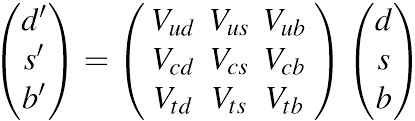 d′ V_ud V_us V_ub d
s′ = V_cd V_cs V_cb s
b′ V_td V_ts V_tb b